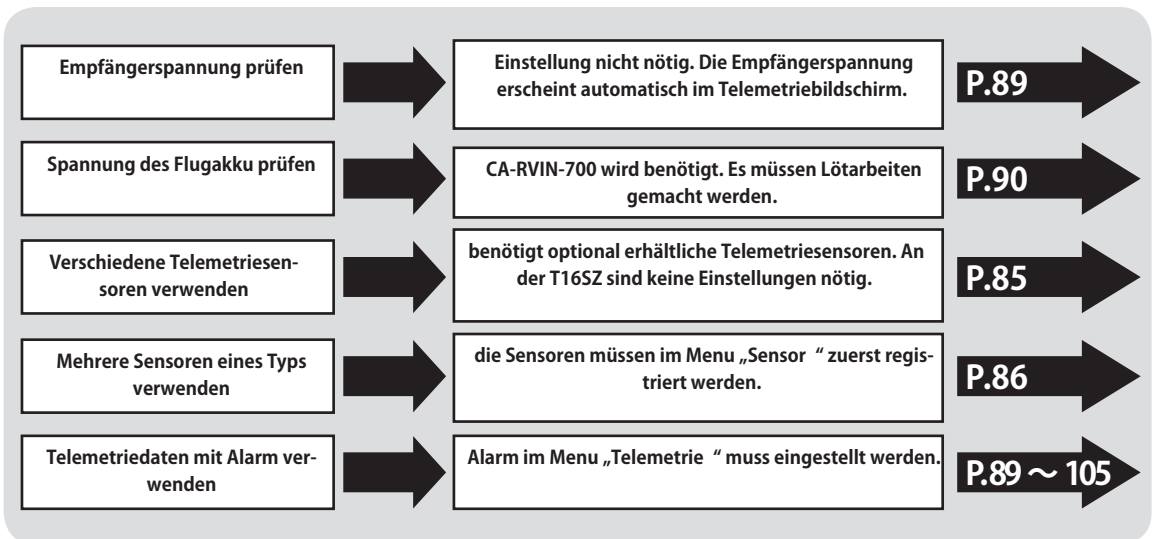 Empfängerspannung prüfen
Einstellung nicht nötig. Die Empfängerspannung
erscheint automatisch im Telemetriebildschirm.
P.89
Spannung des Flugakku prüfen
CA-RVIN-700 wird benötigt. Es müssen Lötarbeiten
gemacht werden.
P.90
Verschiedene Telemetriesen-
soren verwenden
benötigt optional erhältliche Telemetriesensoren. An
der T16SZ sind keine Einstellungen nötig.
P.85
Mehrere Sensoren eines Typs
verwenden
die Sensoren müssen im Menu „Sensor “ zuerst regis-
triert werden.
P.86
Telemetriedaten mit Alarm ver-
wenden
Alarm im Menu „Telemetrie “ muss eingestellt werden.
P.89 ～ 105